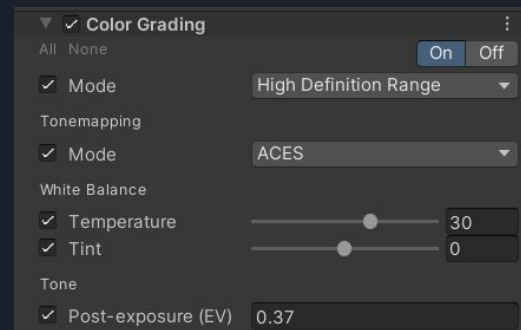 Color Grading
All None On Off
Mode High Definition Range
Tonemapping
Mode ACES
White Balance
Temperature 30
Tint 0
Tone
Post-exposure (EV) 0.37